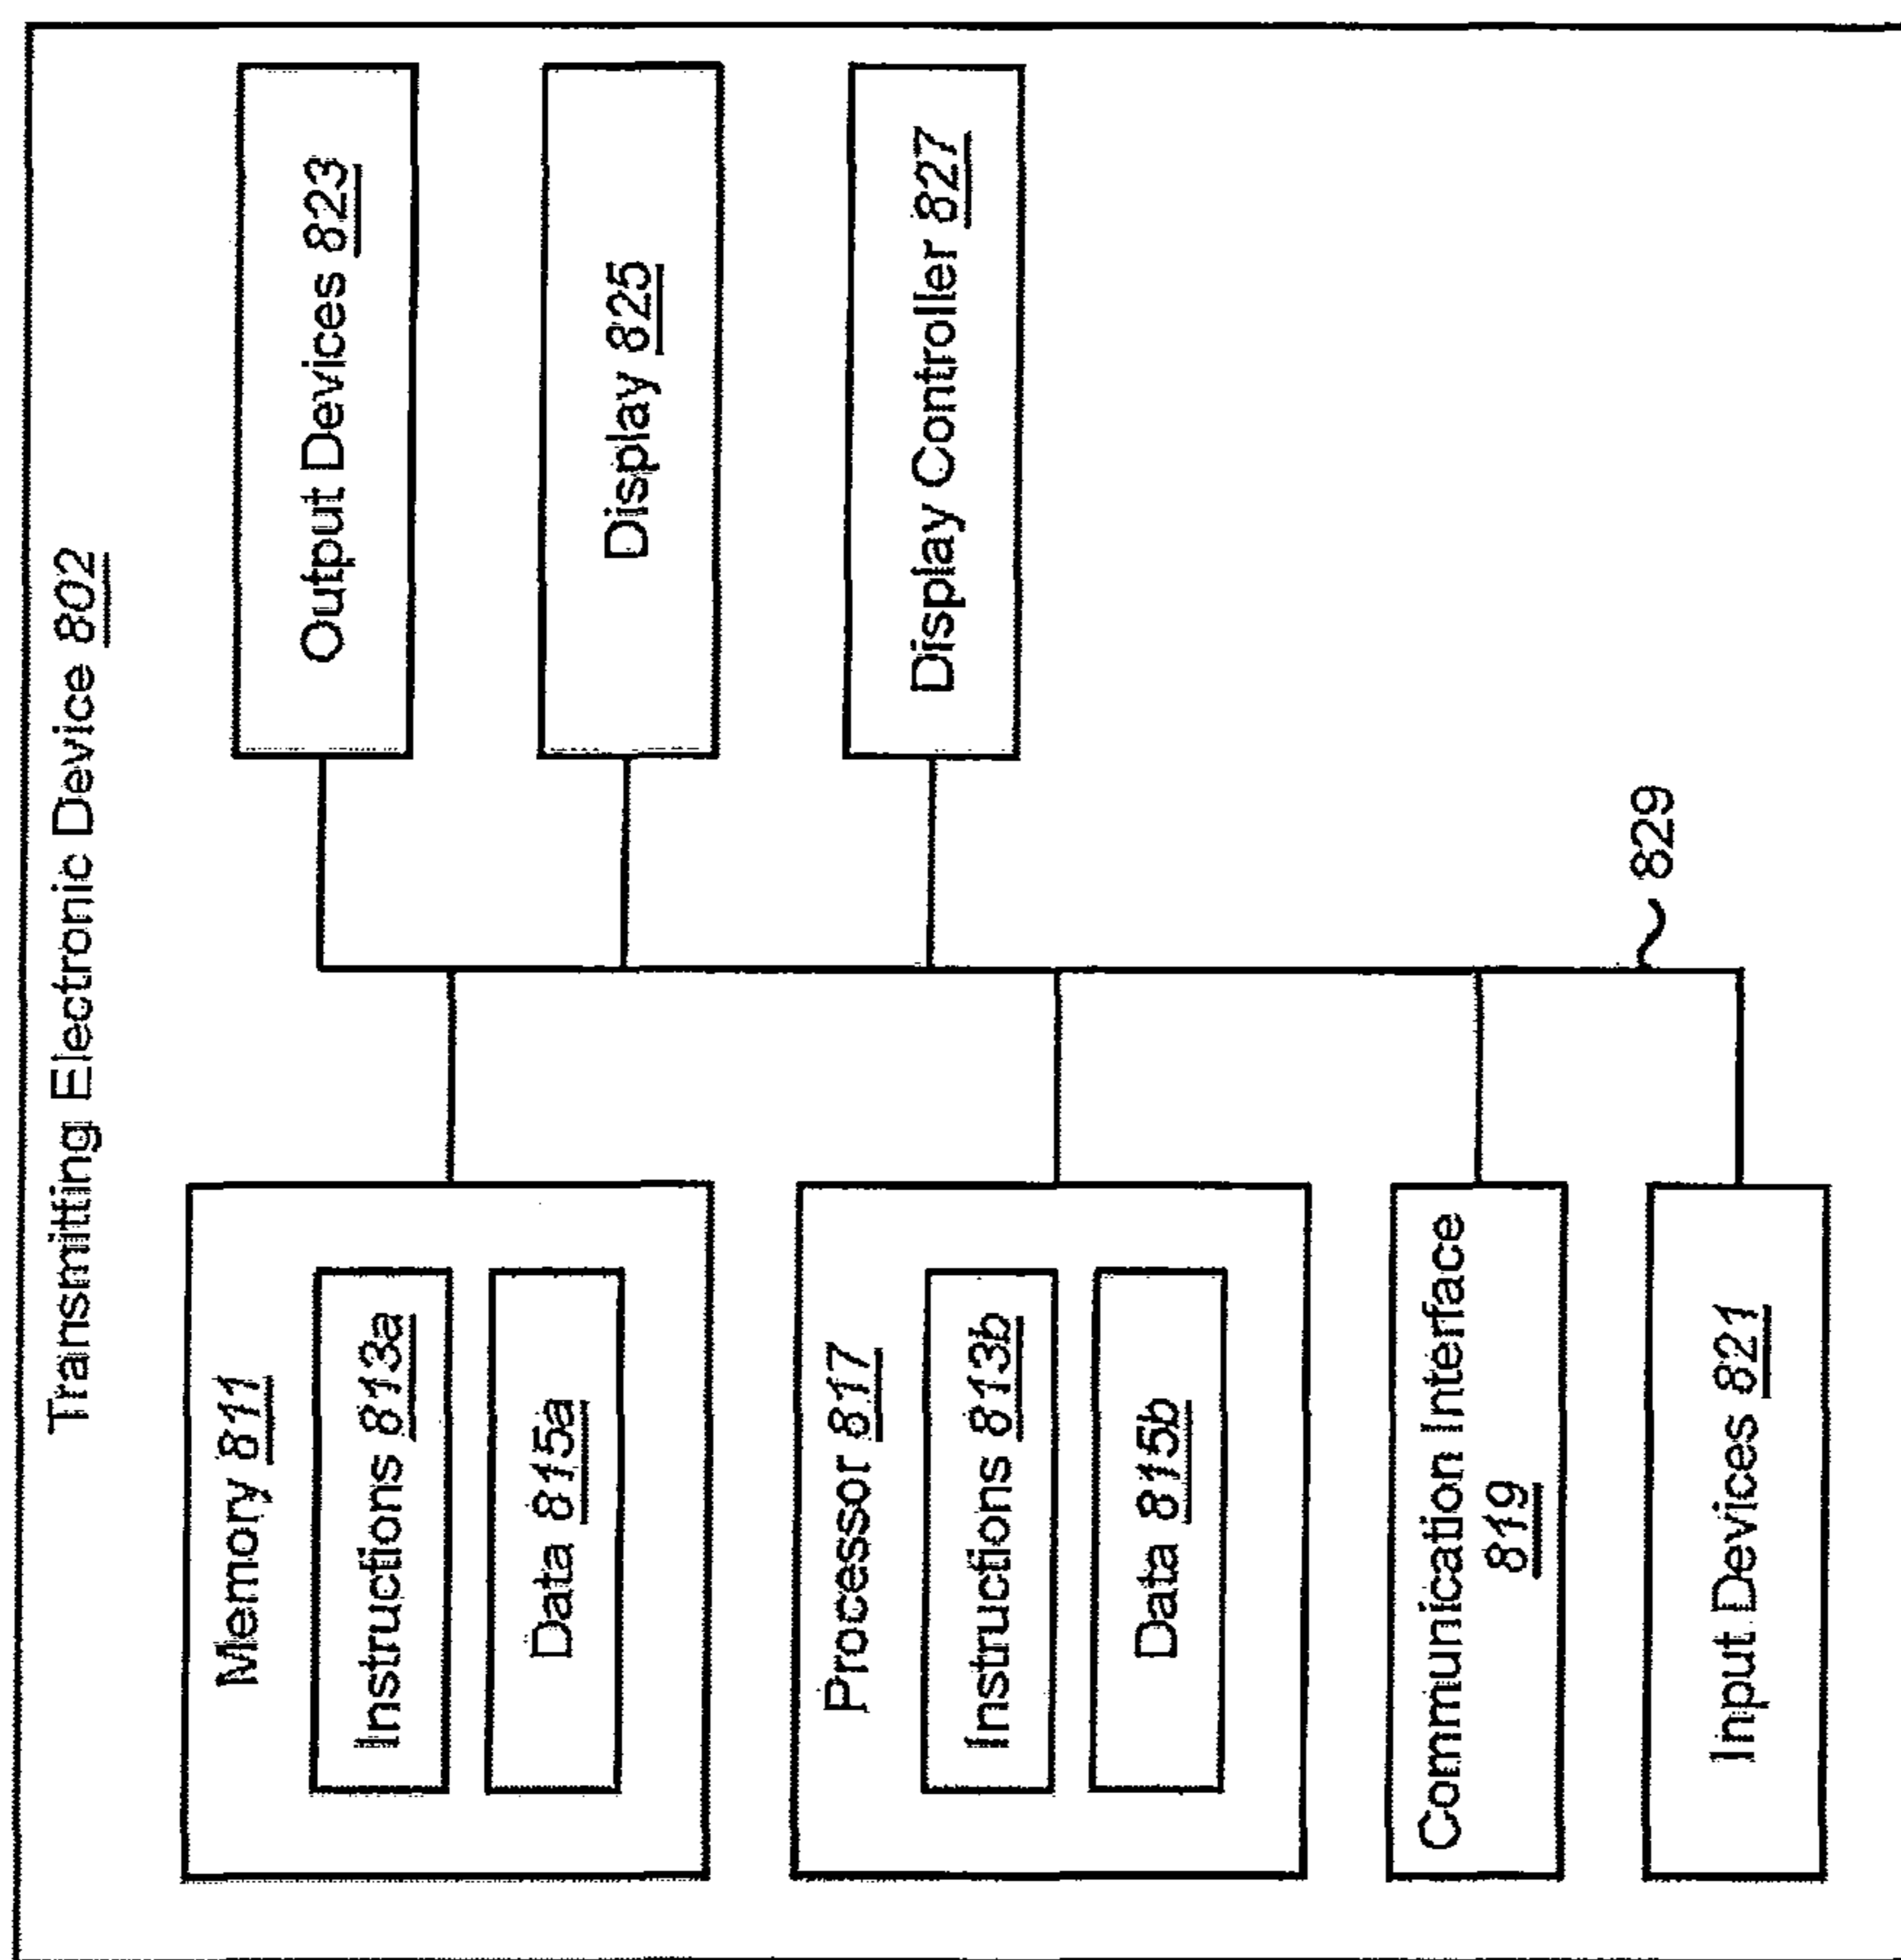 Transmitting Electronic Device 802
Memory 811
Instructions 813a
Data 815a
Processor 817
Instructions 813b
Data 815b
Communication Interface
819
Input Devices 821
Output Devices 823
Display 825
Display Controller 827
829